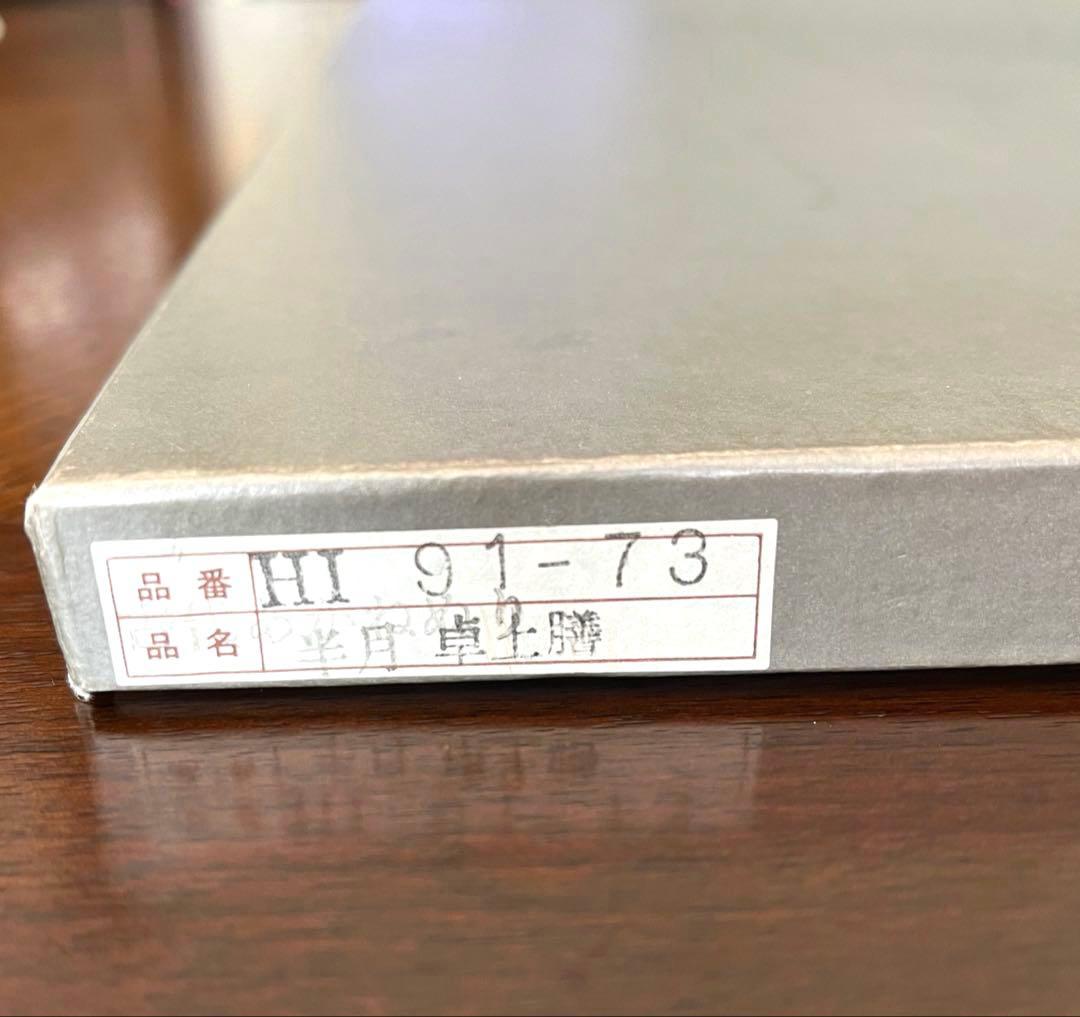 品番 HI 91-73
品名 半月 卓上膳